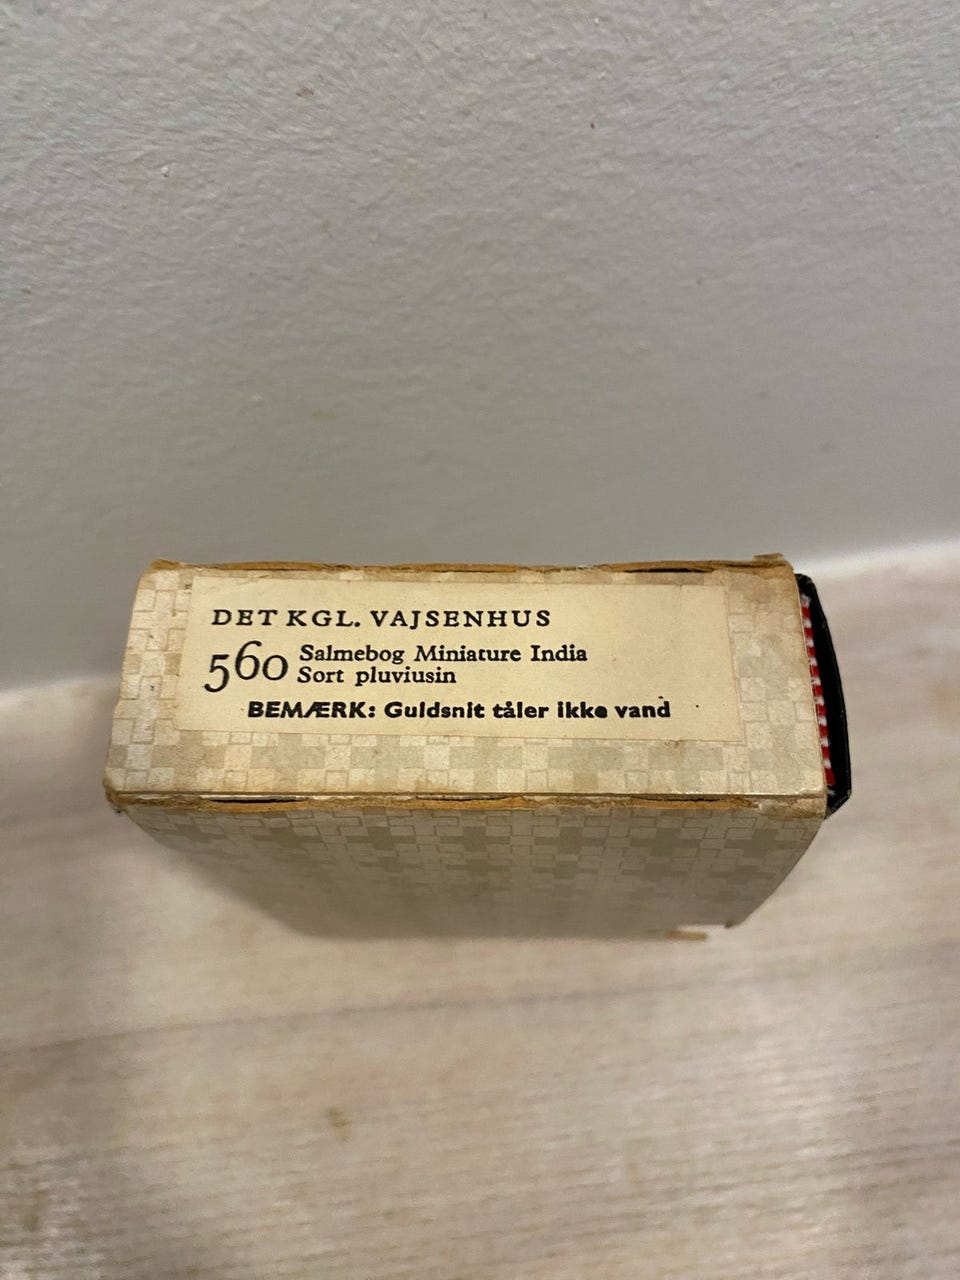 DET KGL. VAJSENHUS
560 Salmebog Miniature India
Sort pluviusin
BEMÆRK: Guldsnit tåler ikke vand